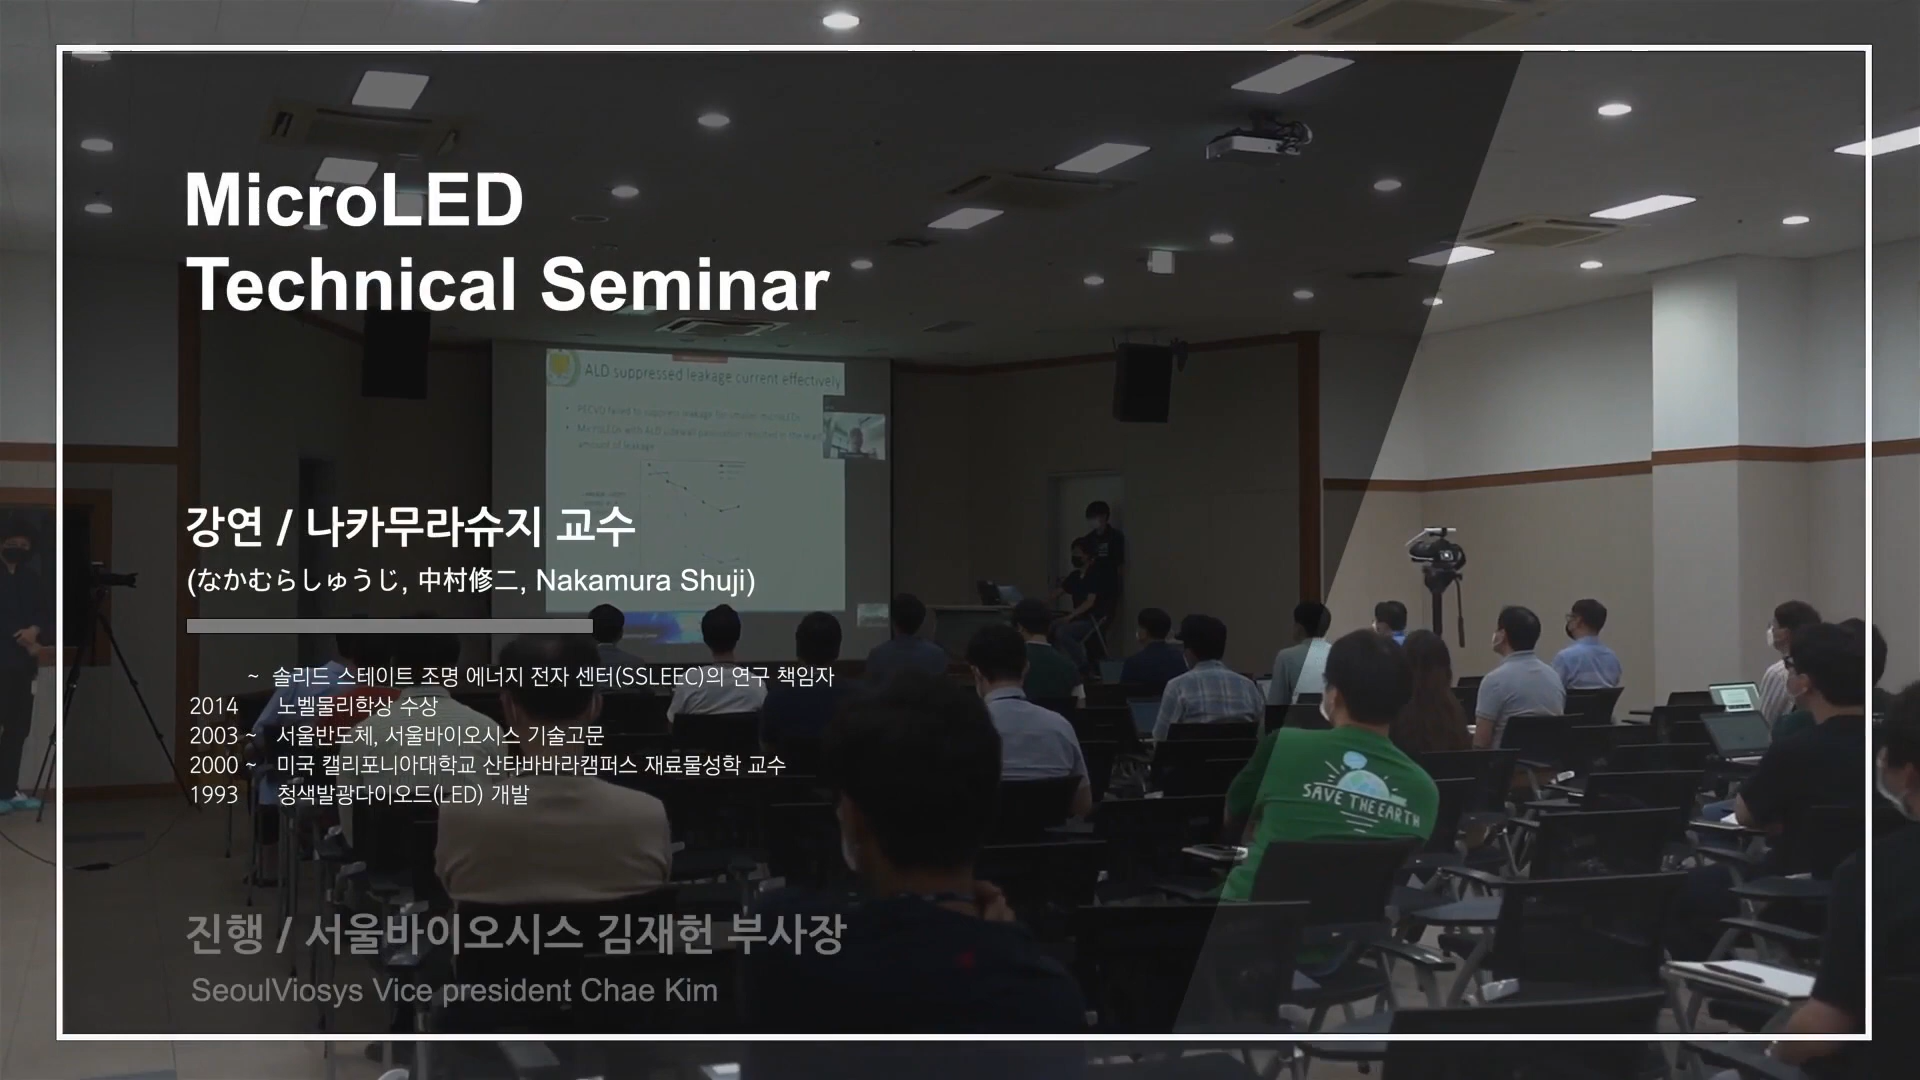 MicroLED
Technical Seminar
ALD suppressed leakage current effectively
강연 / 나카무라슈지 교수
(なかむらしゅうじ, 中村修二, Nakamura Shuji)
~ 솔리드 스테이트 조명 에너지 전자 센터(SSLEEC)의 연구 책임자
2014 노벨물리학상 수상
2003 ~ 서울반도체, 서울바이오시스 기술고문
2000 ~ 미국 캘리포니아대학교 산타바바라캠퍼스 재료물성학 교수
1993 청색발광다이오드(LED) 개발
SAVE THE EARTH
진행 / 서울바이오시스 김재헌 부사장
SeoulViosys Vice president Chae Kim